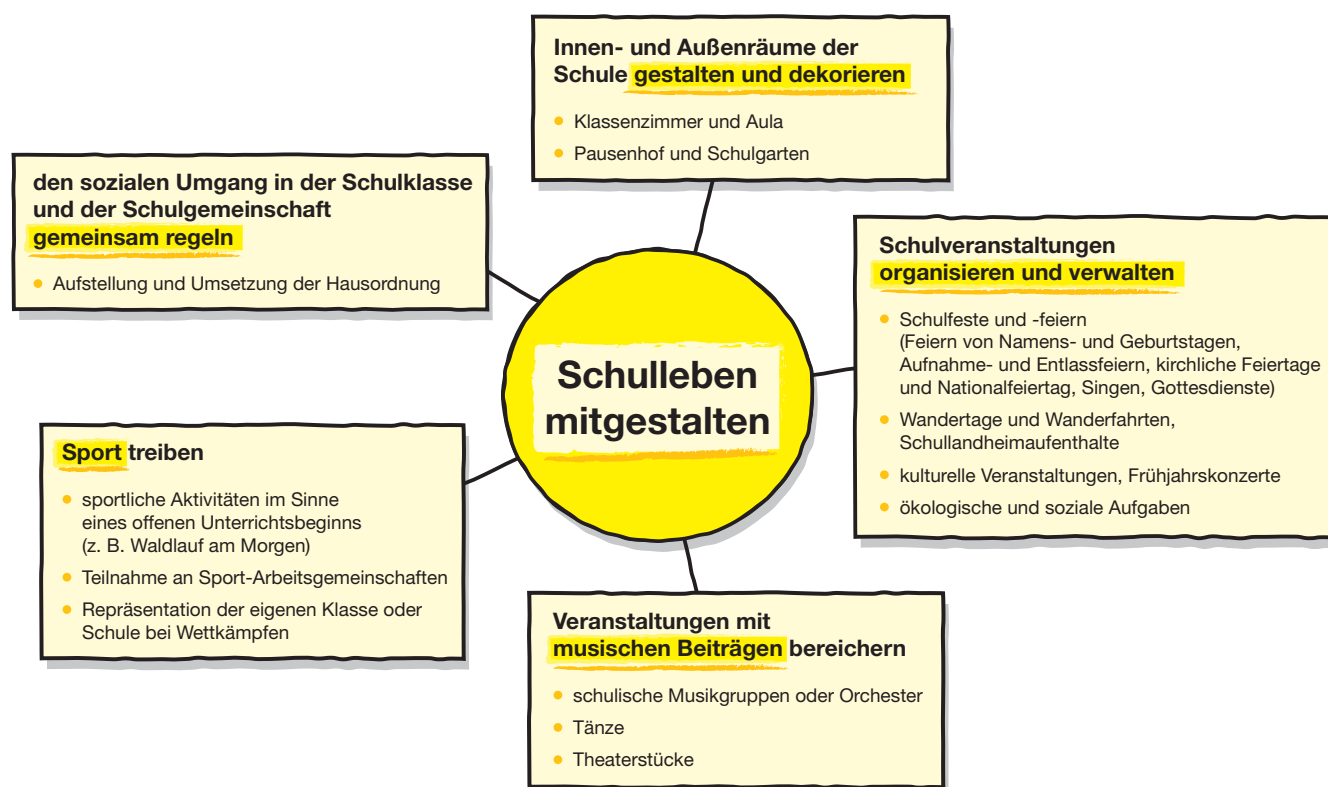 Innen- und Außenräume der
Schule gestalten und dekorieren
• Klassenzimmer und Aula
• Pausenhof und Schulgarten
den sozialen Umgang in der Schulklasse
und der Schulgemeinschaft
gemeinsam regeln
• Aufstellung und Umsetzung der Hausordnung
Schulveranstaltungen
organisieren und verwalten
• Schulfeste und -feiern
(Feiern von Namens- und Geburtstagen,
Aufnahme- und Entlassfeiern, kirchliche Feiertage
und Nationalfeiertag, Singen, Gottesdienste)
• Wandertage und Wanderfahrten,
Schullandheimaufenthalte
• kulturelle Veranstaltungen, Frühjahrskonzerte
• ökologische und soziale Aufgaben
Schulleben
mitgestalten
Sport treiben
• sportliche Aktivitäten im Sinne
eines offenen Unterrichtsbeginns
(z. B. Waldlauf am Morgen)
• Teilnahme an Sport-Arbeitsgemeinschaften
• Repräsentation der eigenen Klasse oder
Schule bei Wettkämpfen
Veranstaltungen mit
musischen Beiträgen bereichern
• schulische Musikgruppen oder Orchester
• Tänze
• Theaterstücke